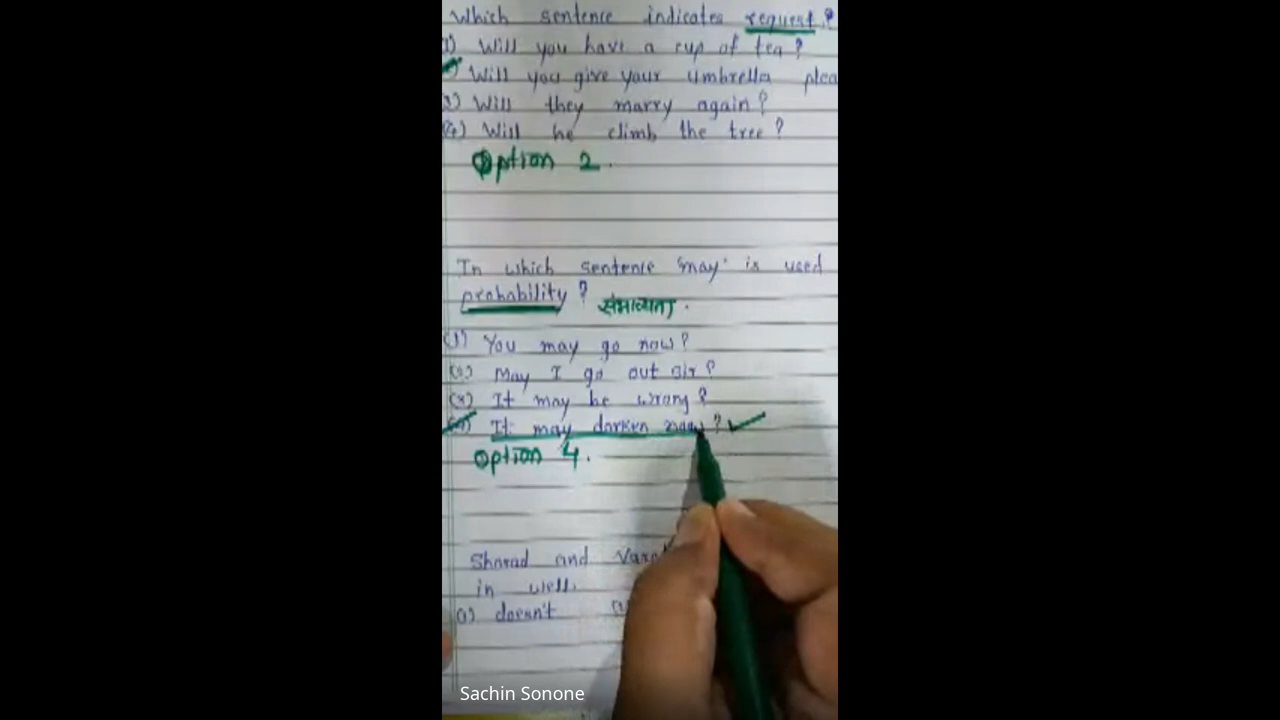 Which sentence indicates request?
1) Will you have a cup of tea?
Will you give your umbrella plea
3) Will they marry again?
(4) Will he climb the tree?
Option 2.
In which sentence 'may' is used
probability? संभाव्यता.
(1) You may go now?
(2) May I go out sir?
(3) It may be wrong?
(4) It may darken now?
Option 4.
Sharad and
in well.
(1) doesn't
Sachin Sonone